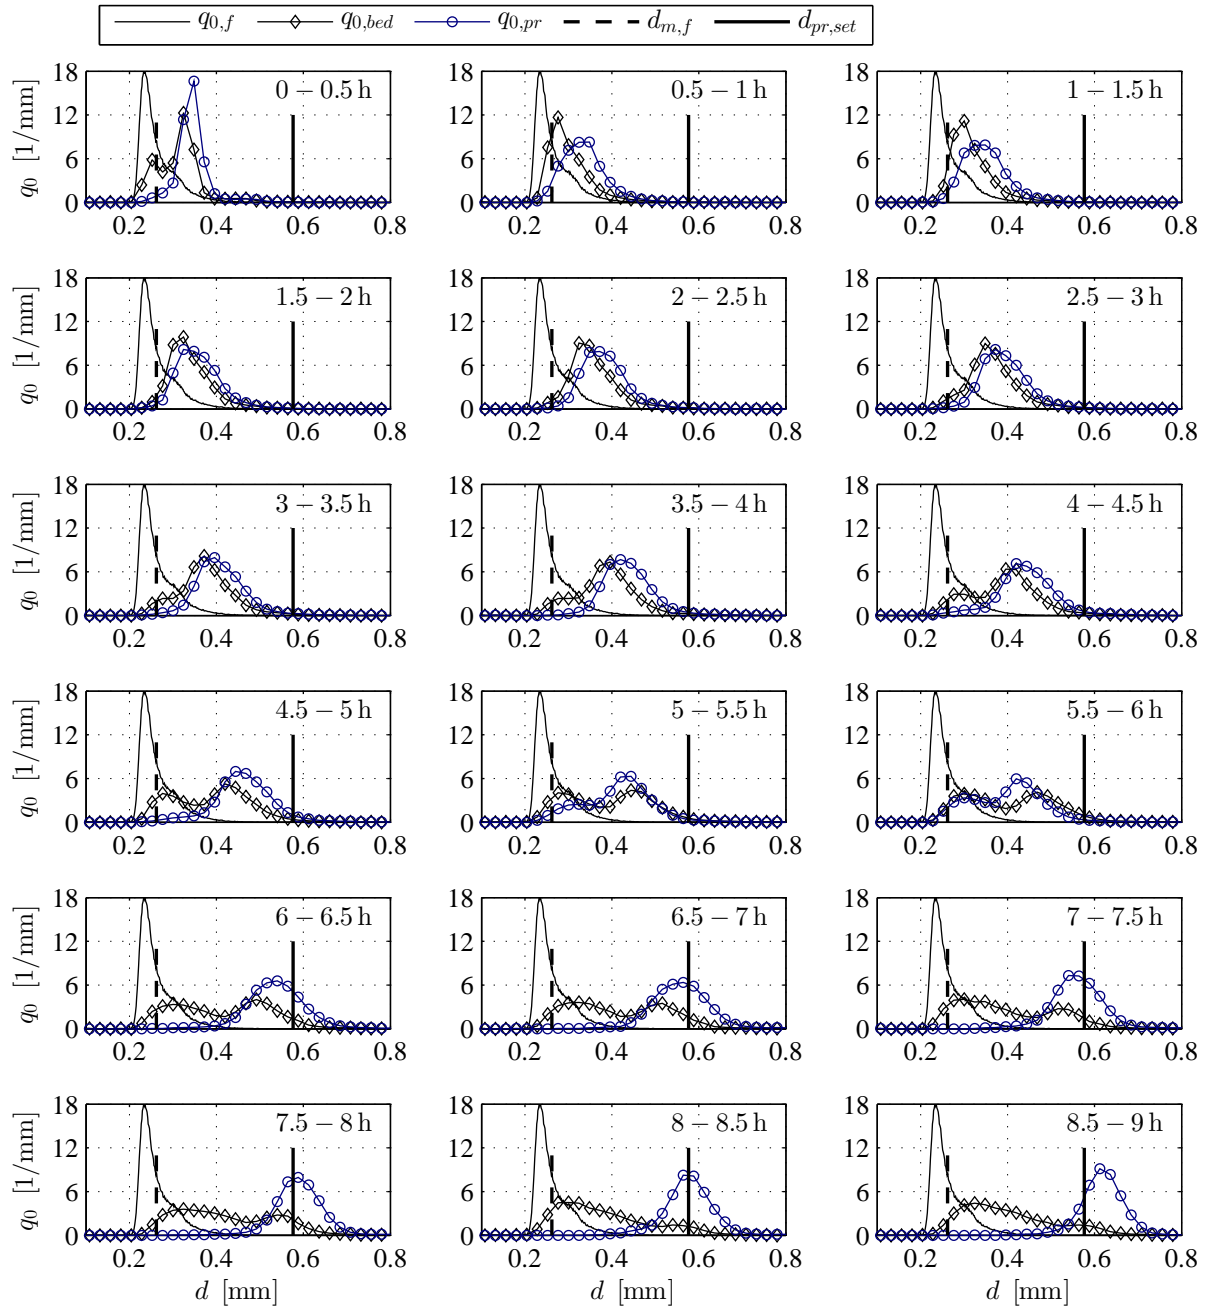 q0,f q0,bed q0,pr dm,f dpr,set
18 12 6 0 q0 [1/mm] 0.2 0.4 0.6 0.8 0 − 0.5 h
18 12 6 0 0.2 0.4 0.6 0.8 0.5 − 1 h
18 12 6 0 0.2 0.4 0.6 0.8 1 − 1.5 h
18 12 6 0 q0 [1/mm] 0.2 0.4 0.6 0.8 1.5 − 2 h
18 12 6 0 0.2 0.4 0.6 0.8 2 − 2.5 h
18 12 6 0 0.2 0.4 0.6 0.8 2.5 − 3 h
18 12 6 0 q0 [1/mm] 0.2 0.4 0.6 0.8 3 − 3.5 h
18 12 6 0 0.2 0.4 0.6 0.8 3.5 − 4 h
18 12 6 0 0.2 0.4 0.6 0.8 4 − 4.5 h
18 12 6 0 q0 [1/mm] 0.2 0.4 0.6 0.8 4.5 − 5 h
18 12 6 0 0.2 0.4 0.6 0.8 5 − 5.5 h
18 12 6 0 0.2 0.4 0.6 0.8 5.5 − 6 h
18 12 6 0 q0 [1/mm] 0.2 0.4 0.6 0.8 6 − 6.5 h
18 12 6 0 0.2 0.4 0.6 0.8 6.5 − 7 h
18 12 6 0 0.2 0.4 0.6 0.8 7 − 7.5 h
18 12 6 0 q0 [1/mm] 0.2 0.4 0.6 0.8 7.5 − 8 h d [mm]
18 12 6 0 0.2 0.4 0.6 0.8 8 − 8.5 h d [mm]
18 12 6 0 0.2 0.4 0.6 0.8 8.5 − 9 h d [mm]